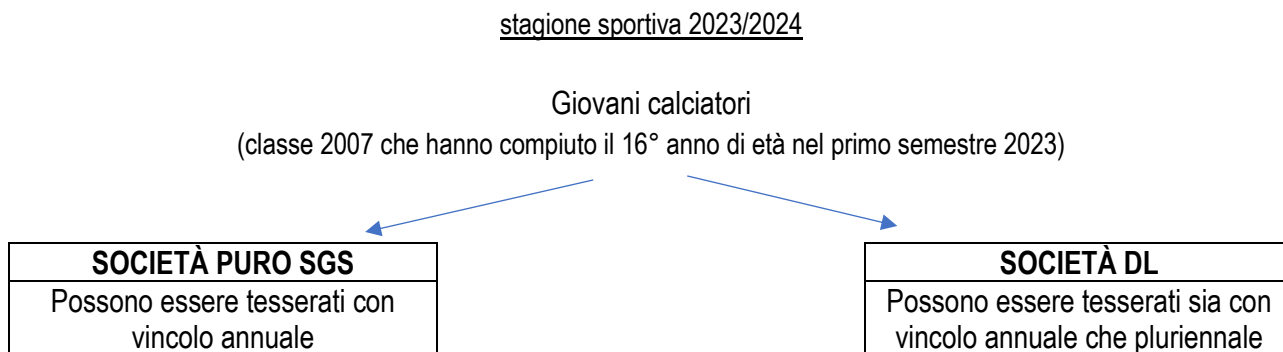 stagione sportiva 2023/2024
Giovani calciatori
(classe 2007 che hanno compiuto il 16° anno di età nel primo semestre 2023)
SOCIETÀ PURO SGS
Possono essere tesserati con
vincolo annuale
SOCIETÀ DL
Possono essere tesserati sia con
vincolo annuale che pluriennale